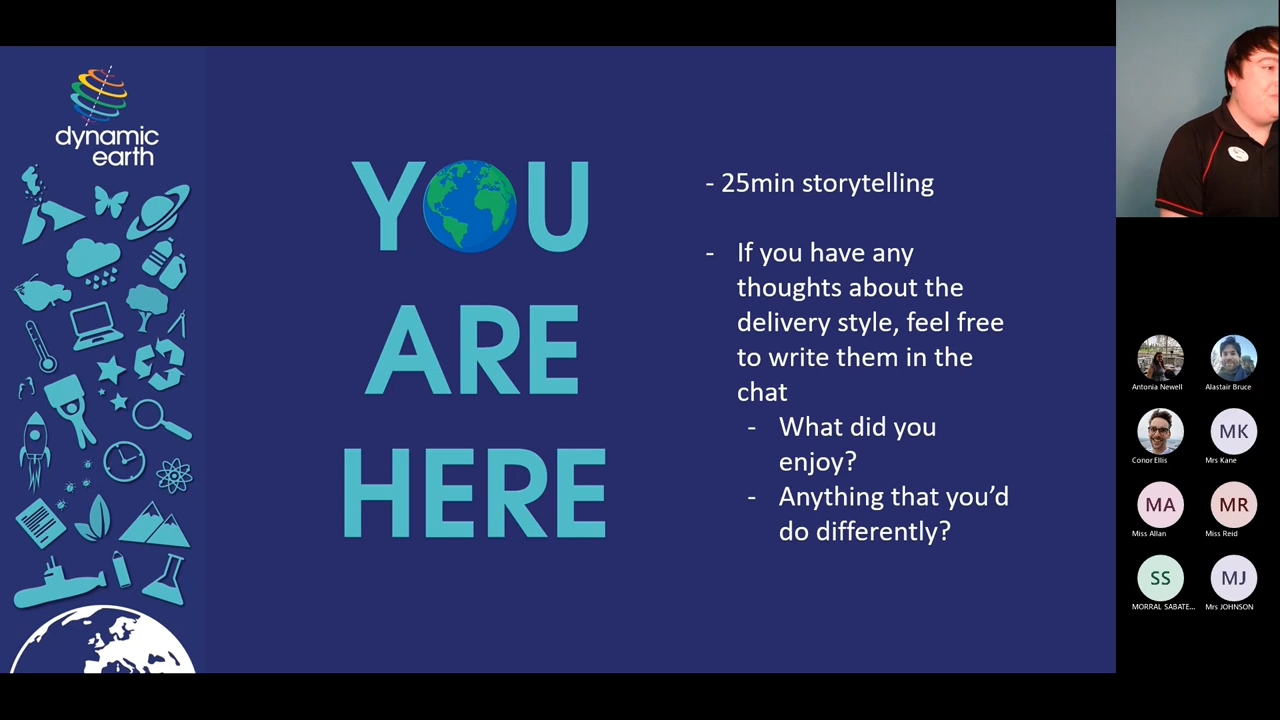 dynamic
earth
YOU
ARE
HERE
- 25min storytelling
- If you have any
thoughts about the
delivery style, feel free
to write them in the
chat
- What did you
enjoy?
- Anything that you’d
do differently?
Antonia Newell
Alastair Bruce
Conor Ellis
MK
Mrs Kane
MA
Miss Allan
MR
Miss Reid
SS
MORRAL SABATE...
MJ
Mrs JOHNSON